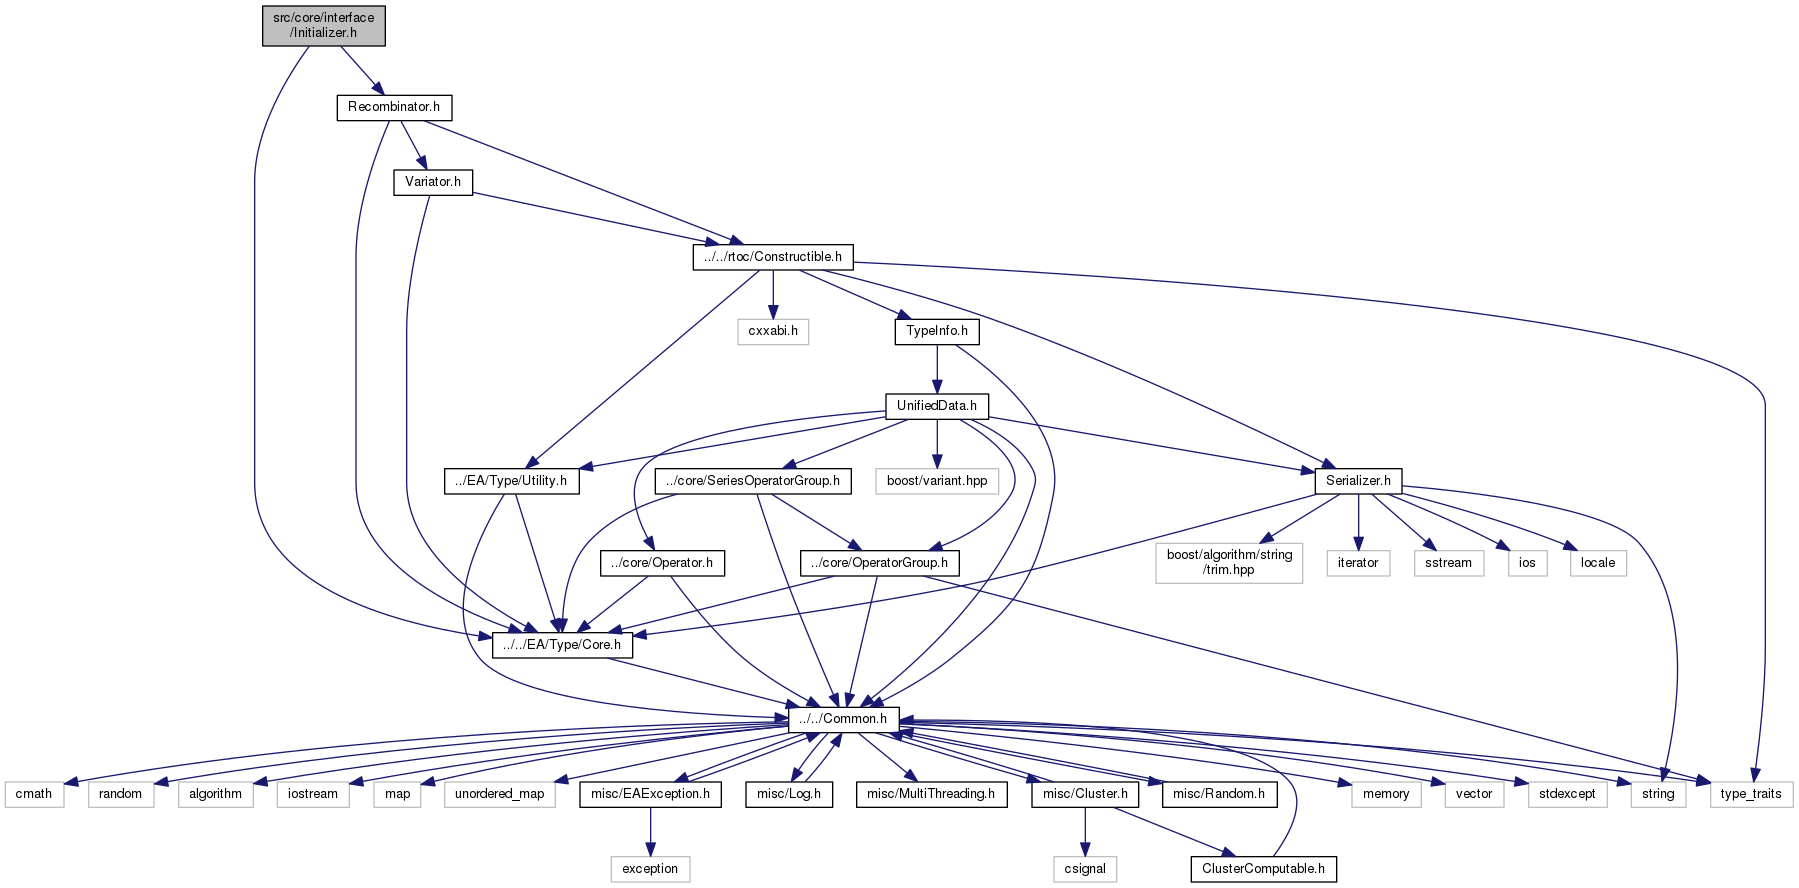 src/core/interface
/Initializer.h
Recombinator.h
Variator.h
../../rtoc/Constructible.h
cxxabi.h
TypeInfo.h
UnifiedData.h
../EA/Type/Utility.h
../core/SeriesOperatorGroup.h
boost/variant.hpp
Serializer.h
../core/Operator.h
../core/OperatorGroup.h
boost/algorithm/string
/trim.hpp
iterator
sstream
ios
locale
../../EA/Type/Core.h
../../Common.h
cmath
random
algorithm
iostream
map
unordered_map
misc/EAException.h
misc/Log.h
misc/MultiThreading.h
misc/Cluster.h
misc/Random.h
memory
vector
stdexcept
string
type_traits
exception
csignal
ClusterComputable.h